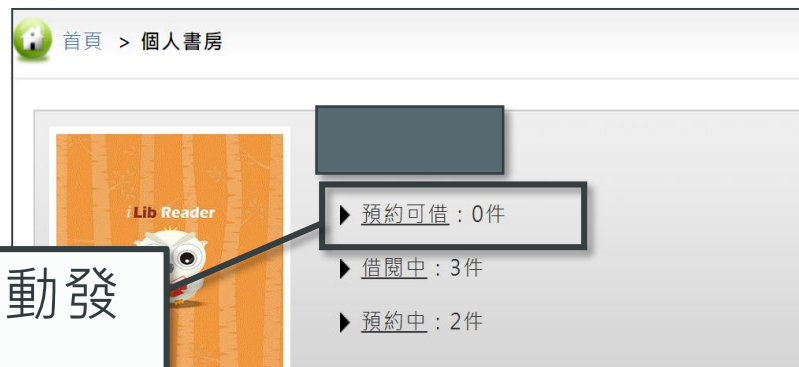 首頁 > 個人書房
iLib Reader
預約可借：0件
借閱中：3件
預約中：2件
動發